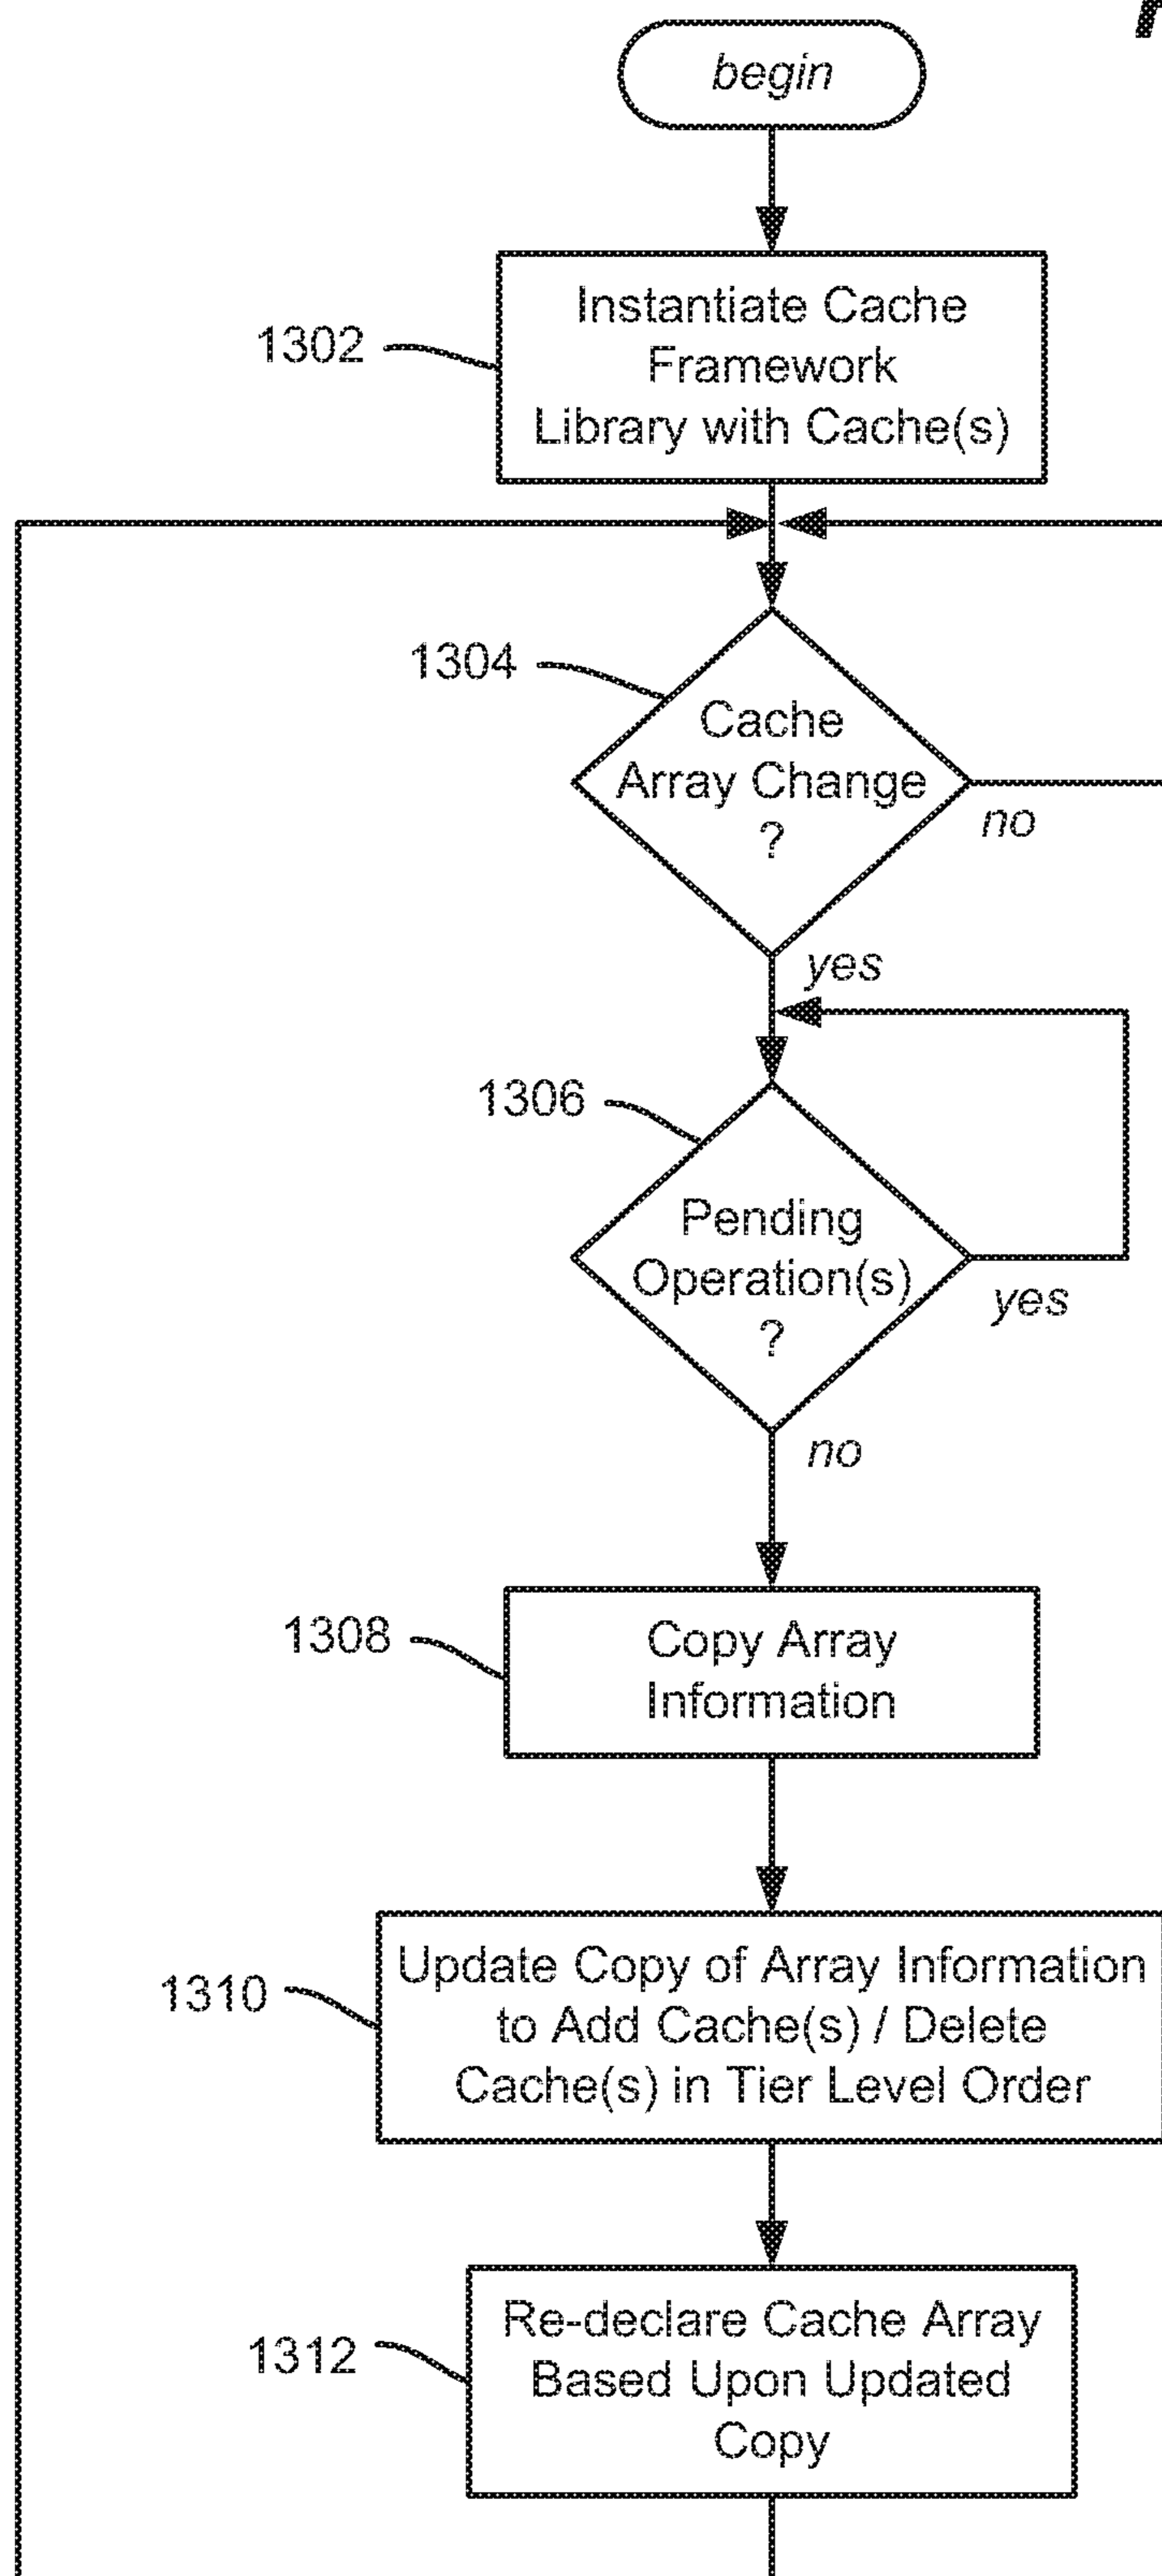 begin
1302
Instantiate Cache
Framework
Library with Cache(s)
1304
Cache
Array Change
?
no
yes
1306
Pending
Operation(s)
?
yes
no
1308
Copy Array
Information
1310
Update Copy of Array Information
to Add Cache(s) / Delete
Cache(s) in Tier Level Order
1312
Re-declare Cache Array
Based Upon Updated
Copy